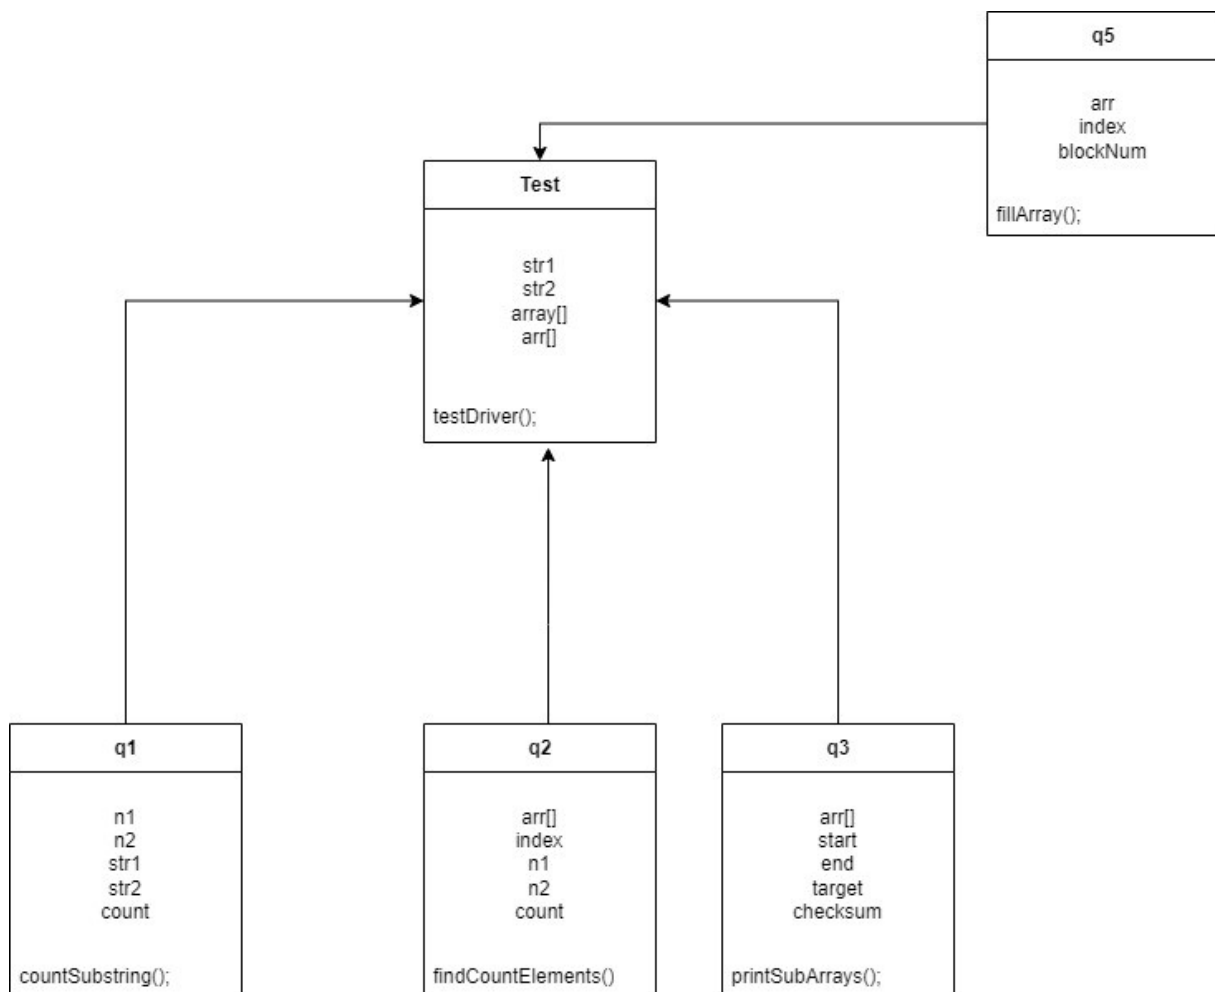 q5
arr
index
blockNum
fillArray();
Test
str1
str2
array[]
arr[]
testDriver();
q1
n1
n2
str1
str2
count
countSubstring();
q2
arr[]
index
n1
n2
count
findCountElements()
q3
arr[]
start
end
target
checksum
printSubArrays();